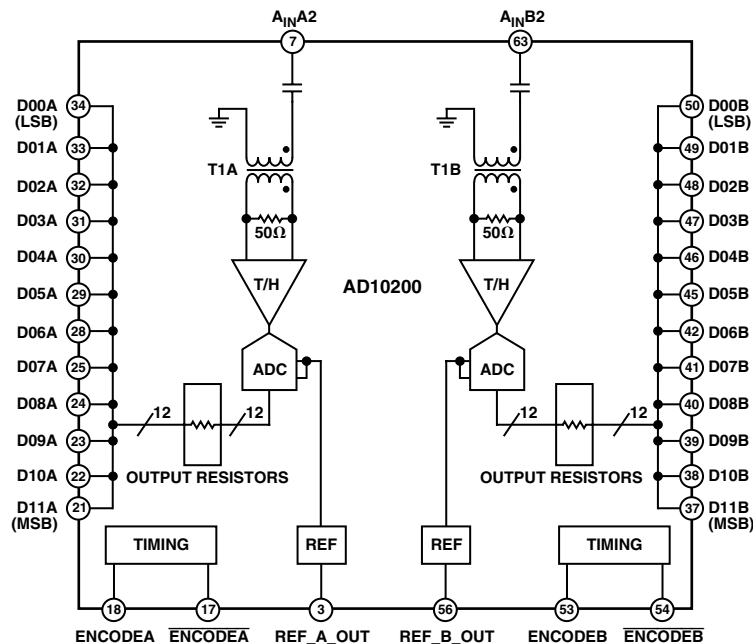 A_IN A2 A_IN B2
7 63
D00A (LSB) 34
D01A 33
D02A 32
D03A 31
D04A 30
D05A 29
D06A 28
D07A 25
D08A 24
D09A 23
D10A 22
D11A (MSB) 21
T1A
50Ω
T/H
ADC
12
12
OUTPUT RESISTORS
AD10200
T1B
50Ω
T/H
ADC
12
12
OUTPUT RESISTORS
50 D00B (LSB)
49 D01B
48 D02B
47 D03B
46 D04B
45 D05B
42 D06B
41 D07B
40 D08B
39 D09B
38 D10B
37 D11B (MSB)
TIMING REF REF TIMING
18 17 3 56 53 54
ENCODEA E̅N̅C̅O̅D̅E̅A̅ REF_A_OUT REF_B_OUT ENCODEB E̅N̅C̅O̅D̅E̅B̅